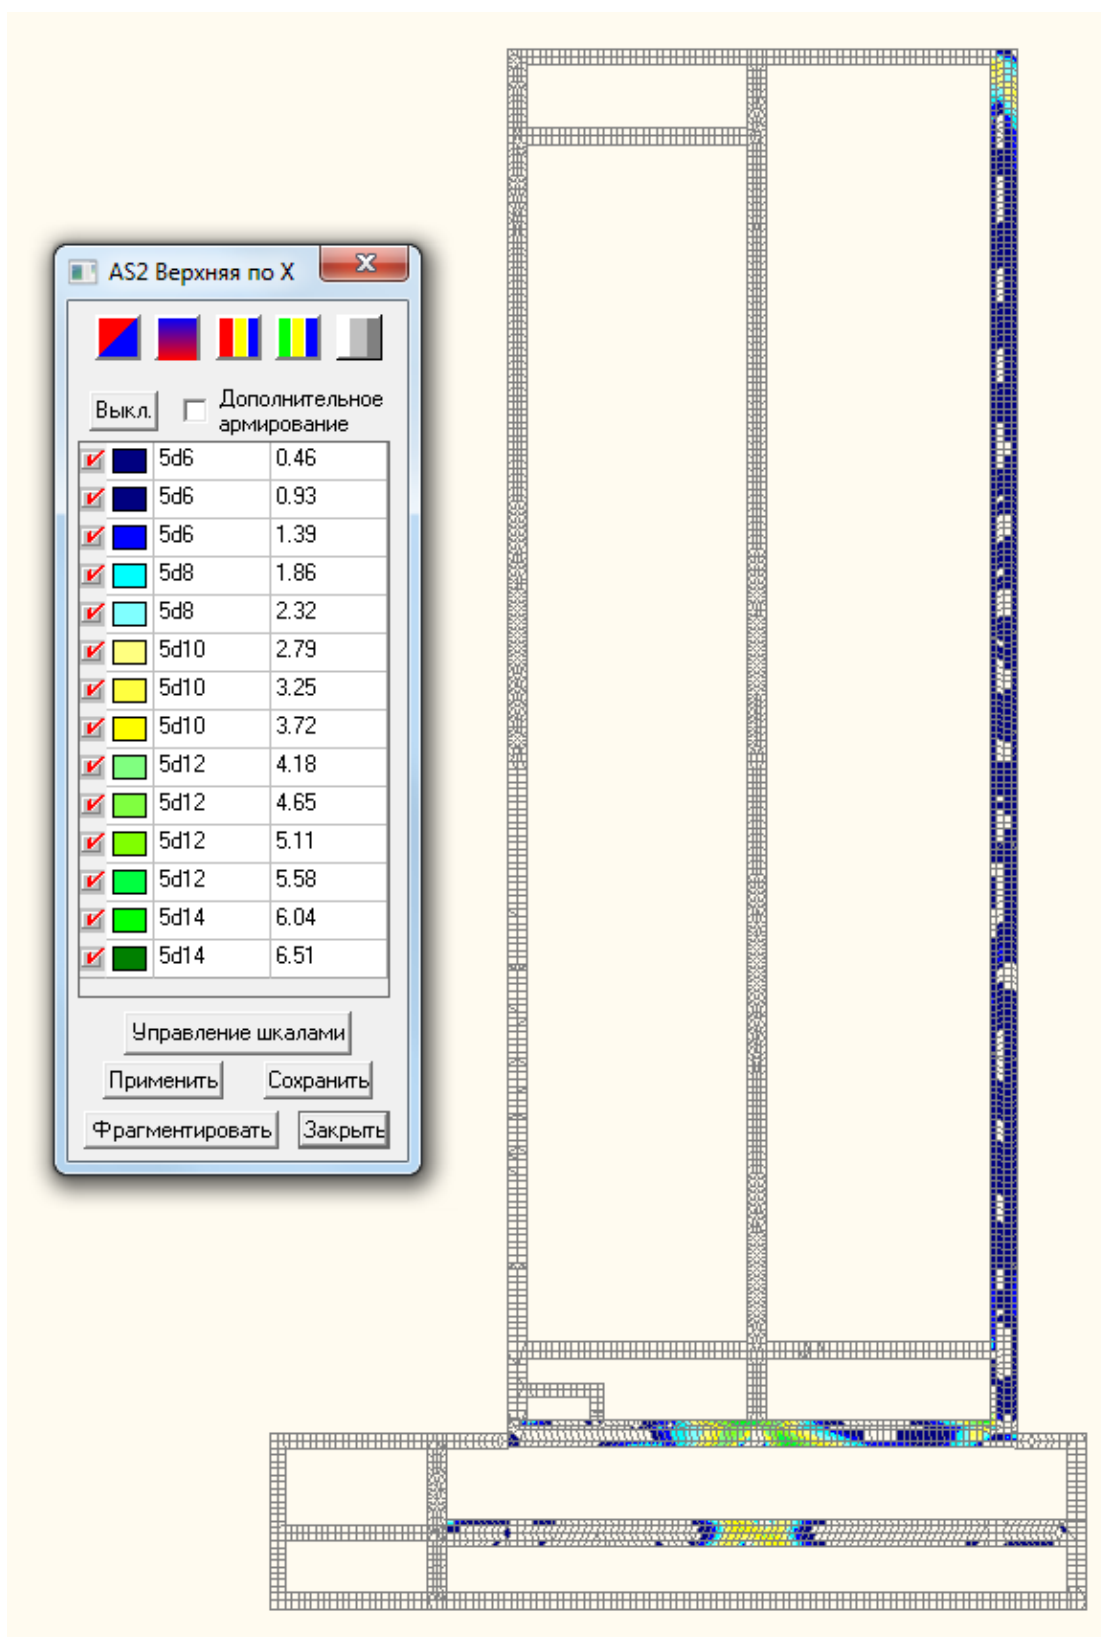 AS2 Верхняя по X
Выкл.
Дополнительное
армирование
5d6 0.46
5d6 0.93
5d6 1.39
5d8 1.86
5d8 2.32
5d10 2.79
5d10 3.25
5d10 3.72
5d12 4.18
5d12 4.65
5d12 5.11
5d12 5.58
5d14 6.04
5d14 6.51
Управление шкалами
Применить Сохранить
Фрагментировать Закрыть